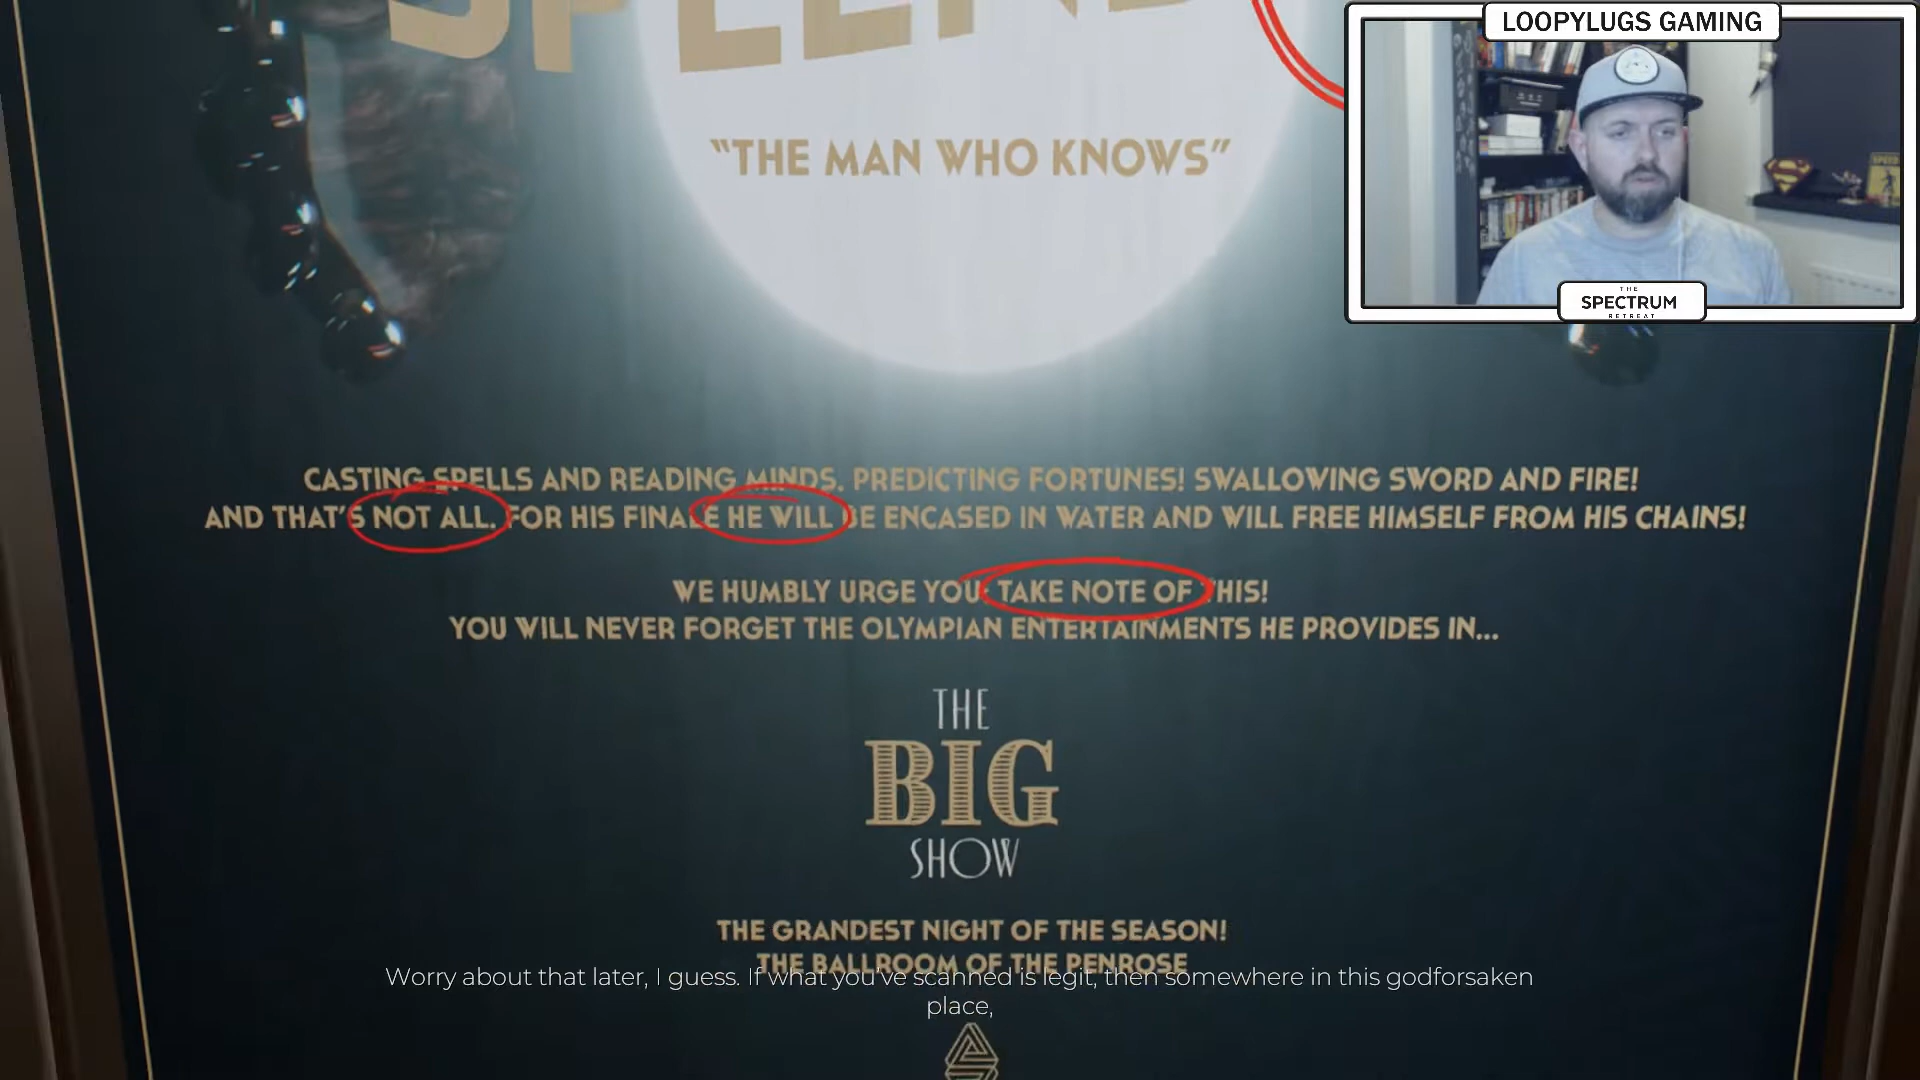 LOOPYLUGS GAMING
"THE MAN WHO KNOWS"
THE
SPECTRUM
RETREAT
CASTING SPELLS AND READING MINDS, PREDICTING FORTUNES! SWALLOWING SWORD AND FIRE!
AND THAT'S NOT ALL. FOR HIS FINALE HE WILL BE ENCASED IN WATER AND WILL FREE HIMSELF FROM HIS CHAINS!
WE HUMBLY URGE YOU TAKE NOTE OF THIS!
YOU WILL NEVER FORGET THE OLYMPIAN ENTERTAINMENTS HE PROVIDES IN...
THE
BIG
SHOW
THE GRANDEST NIGHT OF THE SEASON!
THE BALLROOM OF THE PENROSE
Worry about that later, I guess. If what you've scanned is legit, then somewhere in this godforsaken
place,